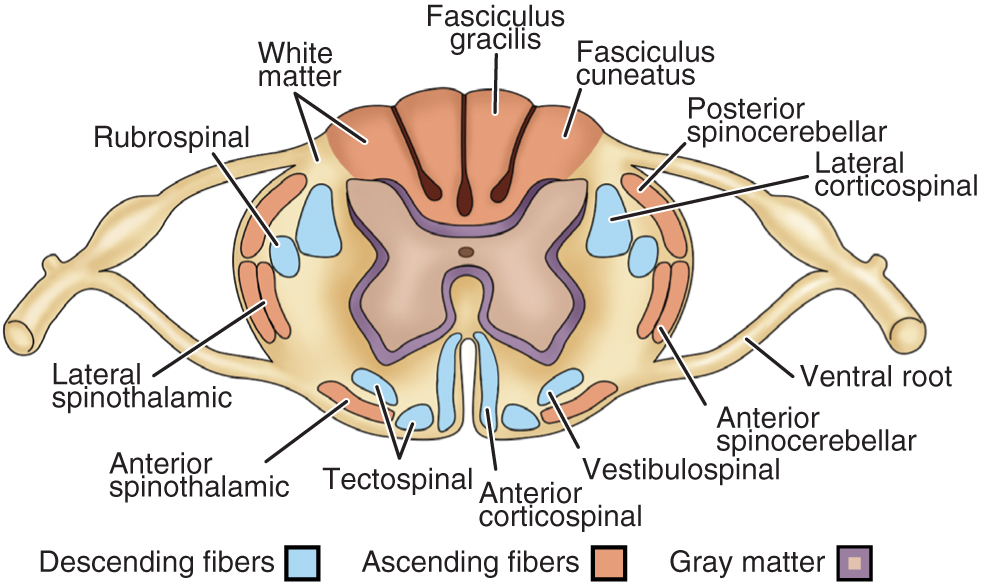 Fasciculus
gracilis
White
matter
Fasciculus
cuneatus
Posterior
spinocerebellar
Rubrospinal
Lateral
corticospinal
Lateral
spinothalamic
Ventral root
Anterior
spinocerebellar
Anterior
spinothalamic
Tectospinal
Vestibulospinal
Anterior
corticospinal
Descending fibers
Ascending fibers
Gray matter